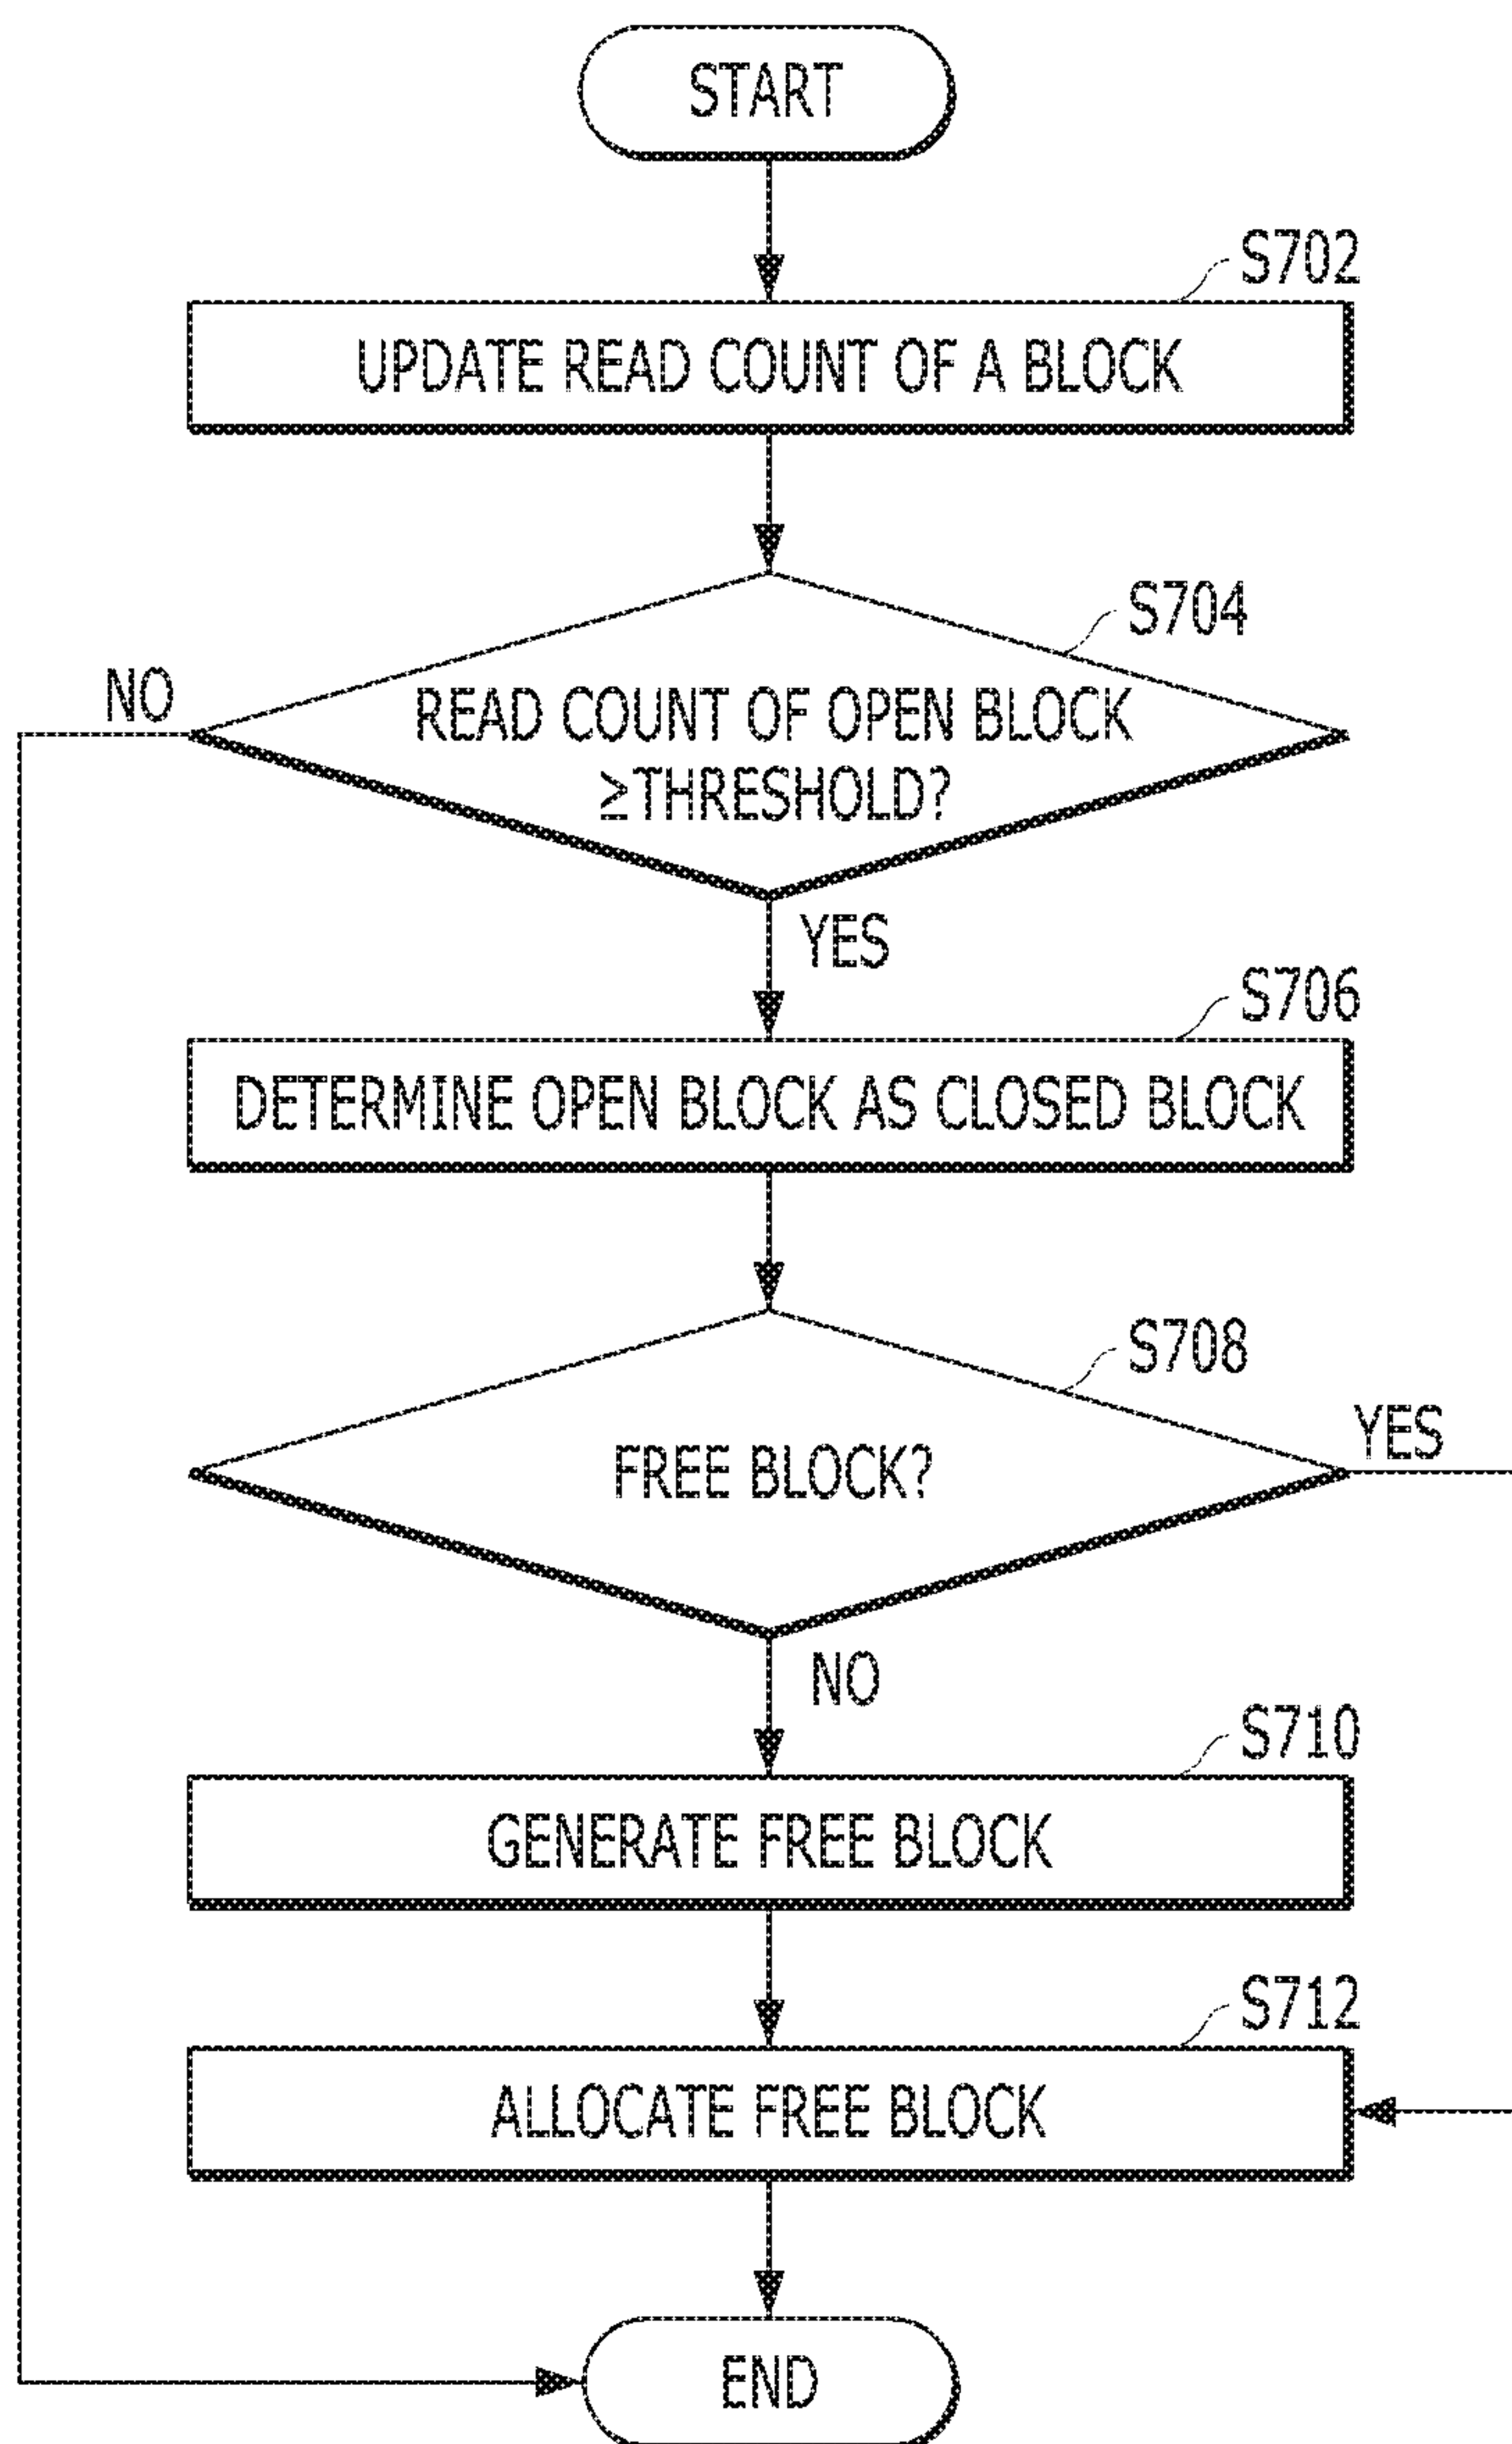 START
S702
UPDATE READ COUNT OF A BLOCK
S704
NO
READ COUNT OF OPEN BLOCK
≥THRESHOLD?
YES
S706
DETERMINE OPEN BLOCK AS CLOSED BLOCK
S708
YES
FREE BLOCK?
NO
S710
GENERATE FREE BLOCK
S712
ALLOCATE FREE BLOCK
END